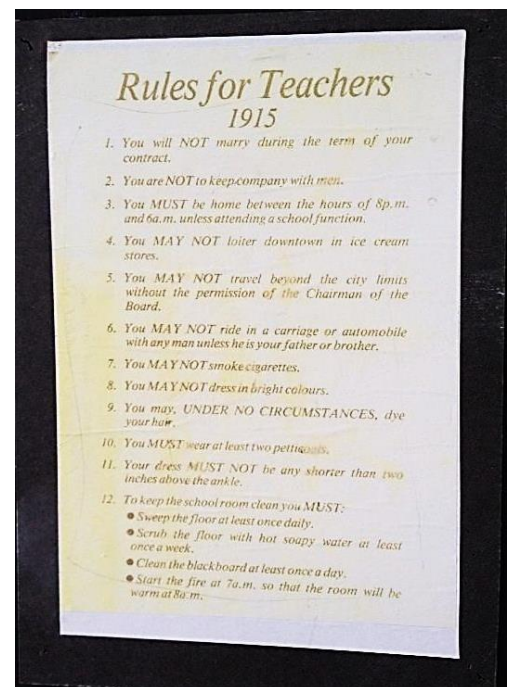 Rules for Teachers
1915
1. You will NOT marry during the term of your
contract.
2. You are NOT to keep company with men.
3. You MUST be home between the hours of 8p.m.
and 6a.m. unless attending a school function.
4. You MAY NOT loiter downtown in ice cream
stores.
5. You MAY NOT travel beyond the city limits
without the permission of the Chairman of the
Board.
6. You MAY NOT ride in a carriage or automobile
with any man unless he is your father or brother.
7. You MAY NOT smoke cigarettes.
8. You MAY NOT dress in bright colours.
9. You may, UNDER NO CIRCUMSTANCES, dye
your hair.
10. You MUST wear at least two petticoats.
11. Your dress MUST NOT be any shorter than two
inches above the ankle.
12. To keep the school room clean you MUST:
● Sweep the floor at least once daily.
● Scrub the floor with hot soapy water at least
once a week.
● Clean the blackboard at least once a day.
● Start the fire at 7a.m. so that the room will be
warm at 8a.m.